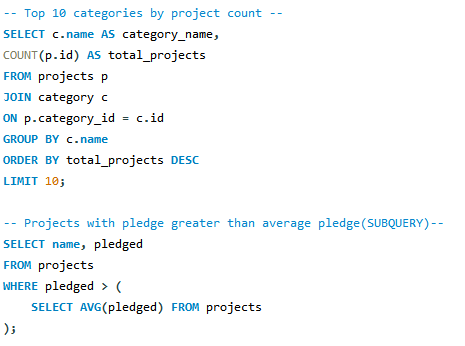 -- Top 10 categories by project count --
SELECT c.name AS category_name,
COUNT(p.id) AS total_projects
FROM projects p
JOIN category c
ON p.category_id = c.id
GROUP BY c.name
ORDER BY total_projects DESC
LIMIT 10;

-- Projects with pledge greater than average pledge(SUBQUERY)--
SELECT name, pledged
FROM projects
WHERE pledged > (
    SELECT AVG(pledged) FROM projects
);